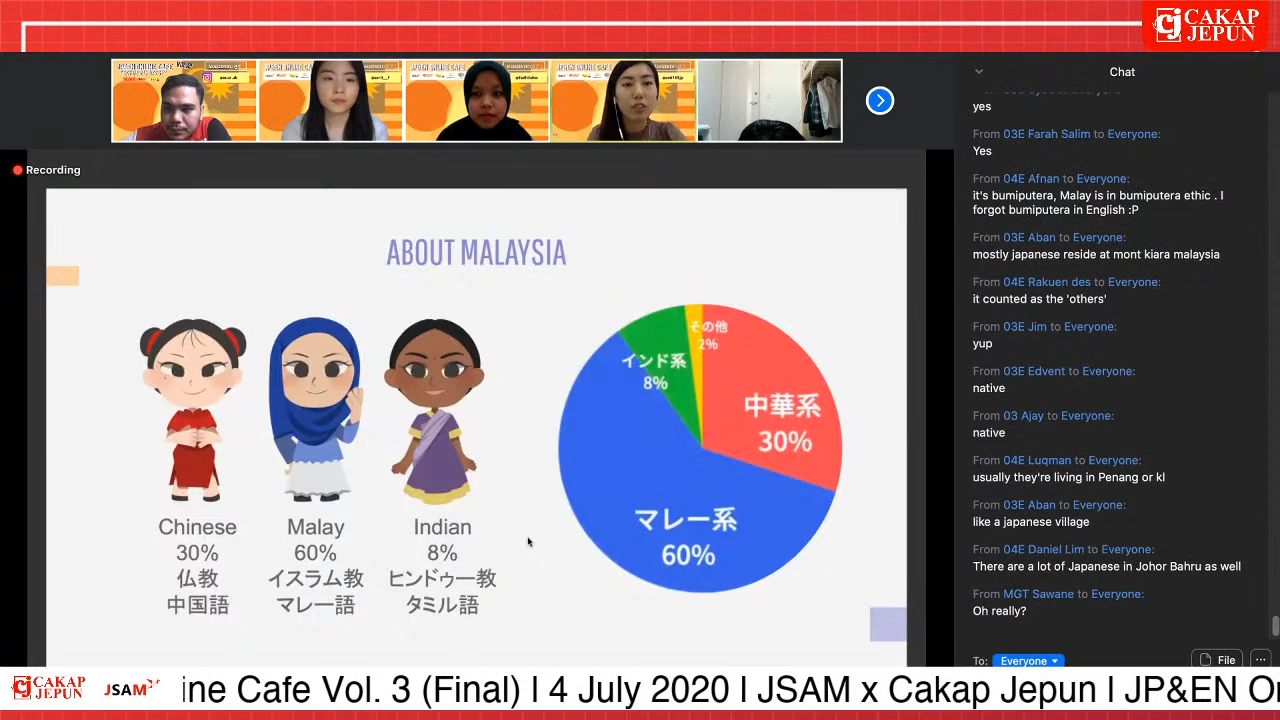 CAKAP
JEPUN
Recording
ABOUT MALAYSIA
Chinese
30%
仏教
中国語
Malay
60%
イスラム教
マレー語
Indian
8%
ヒンドゥー教
タミル語
その他
2%
インド系
8%
中華系
30%
マレー系
60%
Chat
yes
From 03E Farah Salim to Everyone:
Yes
From 04E Afnan to Everyone:
it's bumiputera, Malay is in bumiputera ethic . I
forgot bumiputera in English :P
From 03E Aban to Everyone:
mostly japanese reside at mont kiara malaysia
From 04E Rakuen des to Everyone:
it counted as the 'others'
From 03E Jim to Everyone:
yup
From 03E Edvent to Everyone:
native
From 03 Ajay to Everyone:
native
From 04E Luqman to Everyone:
usually they're living in Penang or kl
From 03E Aban to Everyone:
like a japanese village
From 04E Daniel Lim to Everyone:
There are a lot of Japanese in Johor Bahru as well
From MGT Sawane to Everyone:
Oh really?
To: Everyone
File
CAKAP
JEPUN
JSAM
ine Cafe Vol. 3 (Final) I 4 July 2020 I JSAM x Cakap Jepun I JP&EN O